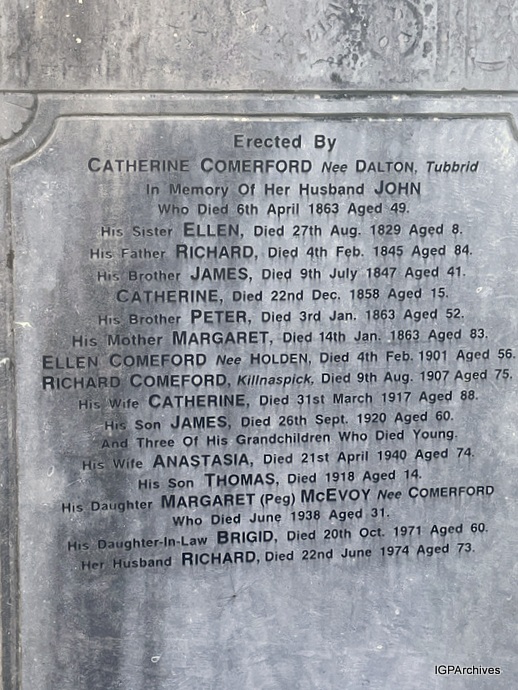 Erected By
CATHERINE COMERFORD Nee DALTON, Tubbrid
In Memory Of Her Husband JOHN
Who Died 6th April 1863 Aged 49.
His Sister ELLEN, Died 27th Aug. 1829 Aged 8.
His Father RICHARD, Died 4th Feb. 1845 Aged 84.
His Brother JAMES, Died 9th July 1847 Aged 41.
CATHERINE, Died 22nd Dec. 1858 Aged 15.
His Brother PETER, Died 3rd Jan. 1863 Aged 52.
His Mother MARGARET, Died 14th Jan. 1863 Aged 83.
ELLEN COMEFORD Nee HOLDEN, Died 4th Feb. 1901 Aged 56.
RICHARD COMEFORD, Killnaspick, Died 9th Aug. 1907 Aged 75.
His Wife CATHERINE, Died 31st March 1917 Aged 88.
His Son JAMES, Died 26th Sept. 1920 Aged 60.
And Three Of His Grandchildren Who Died Young.
His Wife ANASTASIA, Died 21st April 1940 Aged 74.
His Son THOMAS, Died 1918 Aged 14.
His Daughter MARGARET (Peg) McEVOY Nee COMERFORD
Who Died June 1938 Aged 31.
His Daughter-In-Law BRIGID, Died 20th Oct. 1971 Aged 60.
Her Husband RICHARD, Died 22nd June 1974 Aged 73.
IGPArchives